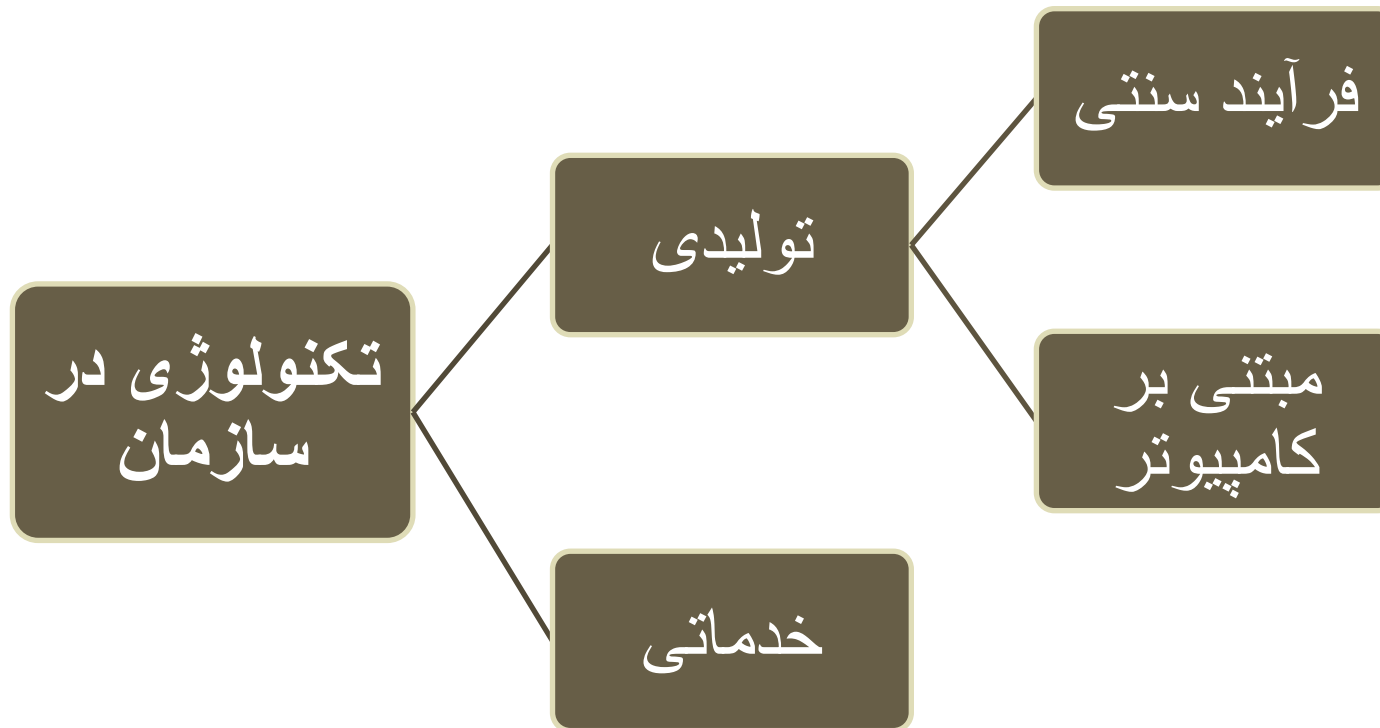 تکنولوژی در
سازمان
تولیدی
فرآیند سنتی
مبتنی بر
کامپیوتر
خدماتی